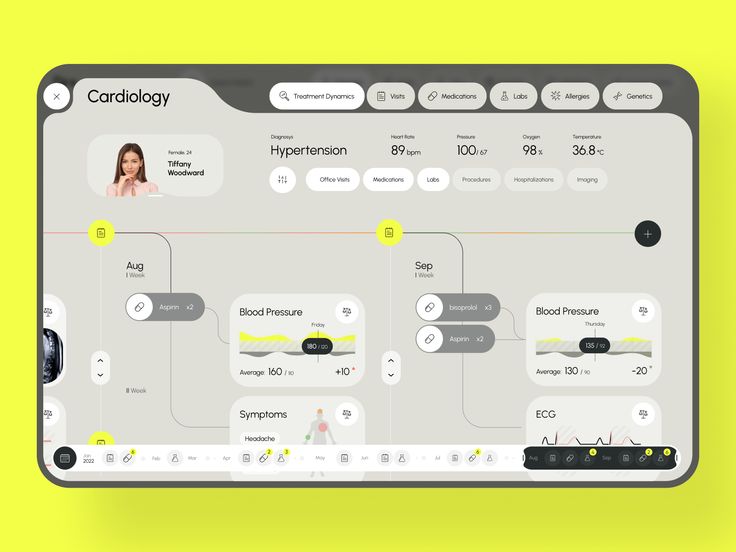 Cardiology
Treatment Dynamics
Visits
Medications
Labs
Allergies
Genetics
Female. 24
Tiffany
Woodward
Diagnosys
Hypertension
Heart Rate
89 bpm
Pressure
100/ 67
Oxygen
98 %
Temperature
36.8 °C
Office Visits
Medications
Labs
Procedures
Hospitalizations
Imaging
Aug
I Week
Aspirin x2
Blood Pressure
Friday
180 / 120
Average: 160 / 110
+10
II Week
Symptoms
Headache
Sep
I Week
bisoprolol x3
Aspirin x2
Blood Pressure
Thursday
135 / 92
Average: 130 / 90
-20
ECG
Jan
2022
6
Feb
Mar
Apr
2
3
May
Jun
Jul
6
Aug
4
Sep
2
6